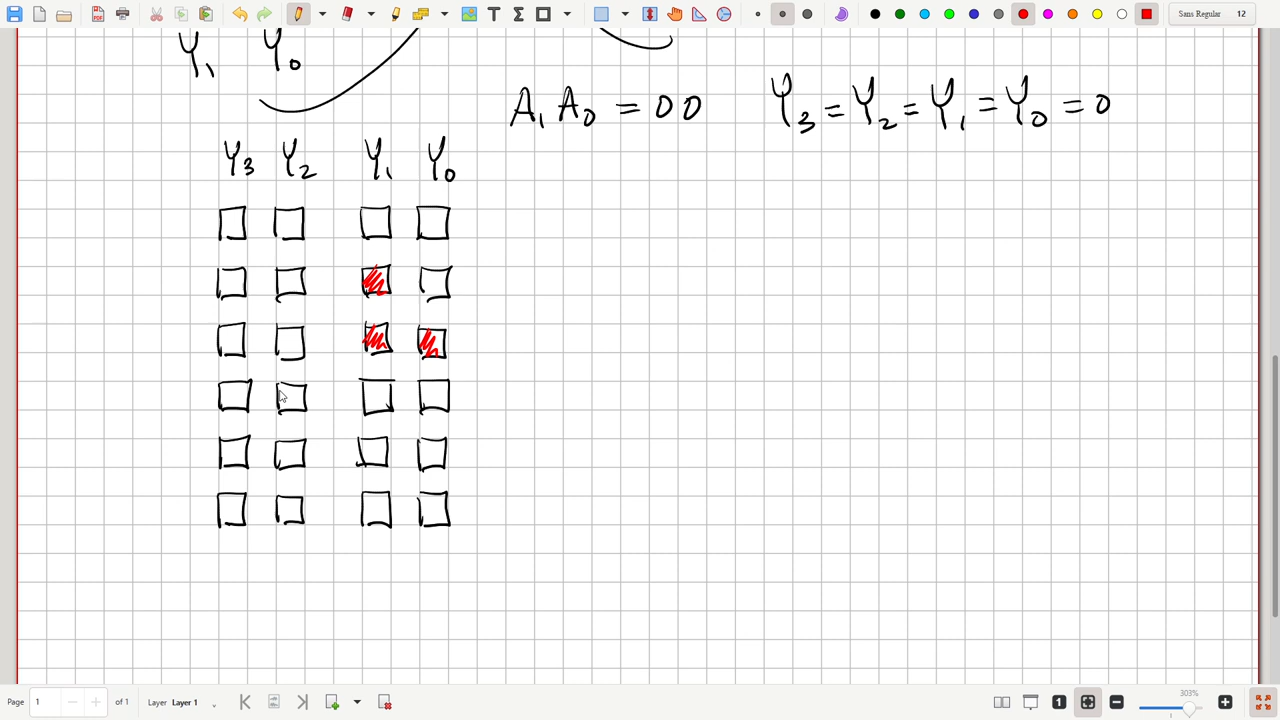 Y₁ Y₀
A₁ A₀ = 00 Y₃ = Y₂ = Y₁ = Y₀ = 0
Y₃ Y₂ Y₁ Y₀
Sans Regular 12
Page 1 of 1 Layer Layer 1 303%